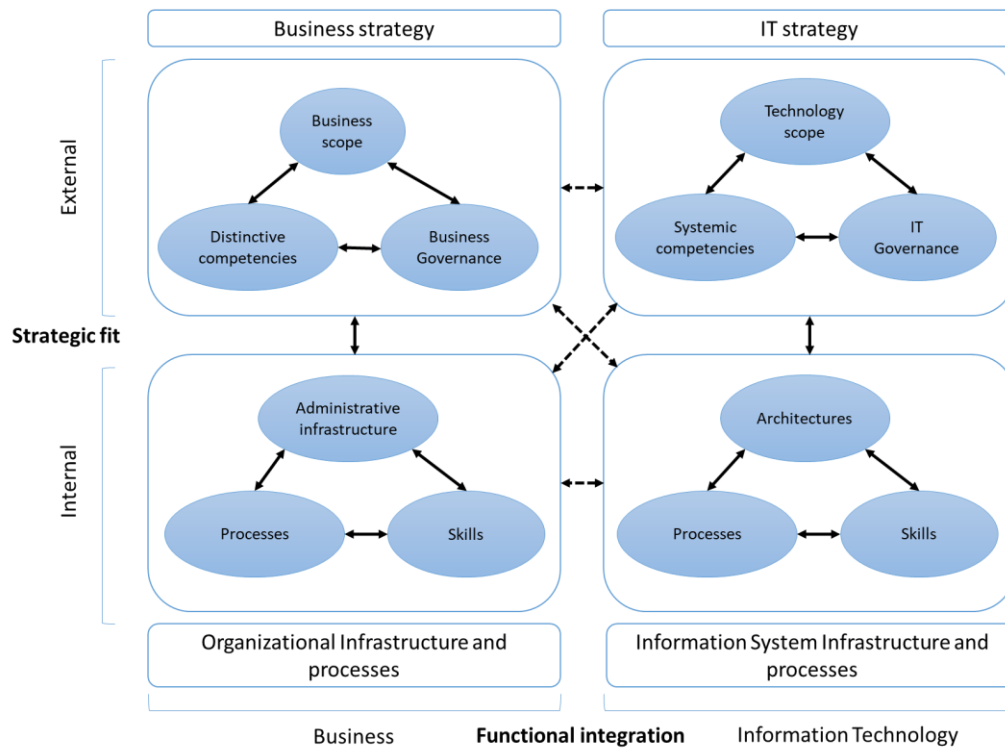 Business strategy
IT strategy
External
Business
scope
Distinctive
competencies
Business
Governance
Technology
scope
Systemic
competencies
IT
Governance
Strategic fit
Internal
Administrative
infrastructure
Processes
Skills
Architectures
Processes
Skills
Organizational Infrastructure and
processes
Information System Infrastructure and
processes
Business
Functional integration
Information Technology